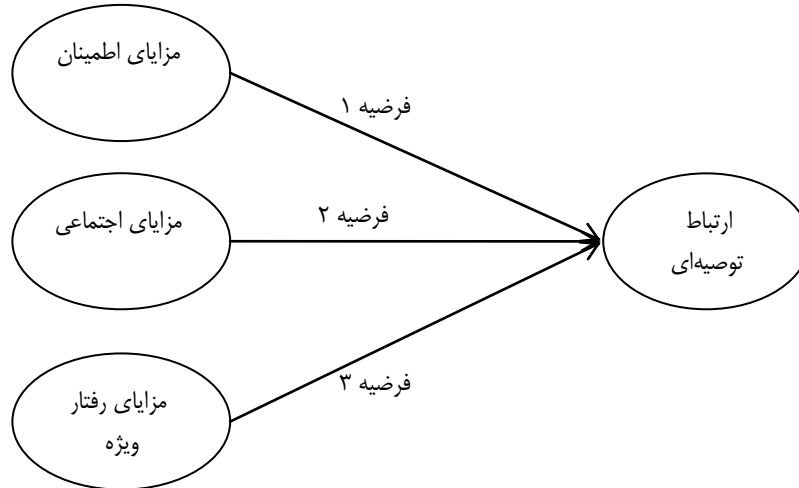 مزایای اطمینان
فرضیه ۱
مزایای اجتماعی
فرضیه ۲
ارتباط
توصیه‌ای
فرضیه ۳
مزایای رفتار
ویژه